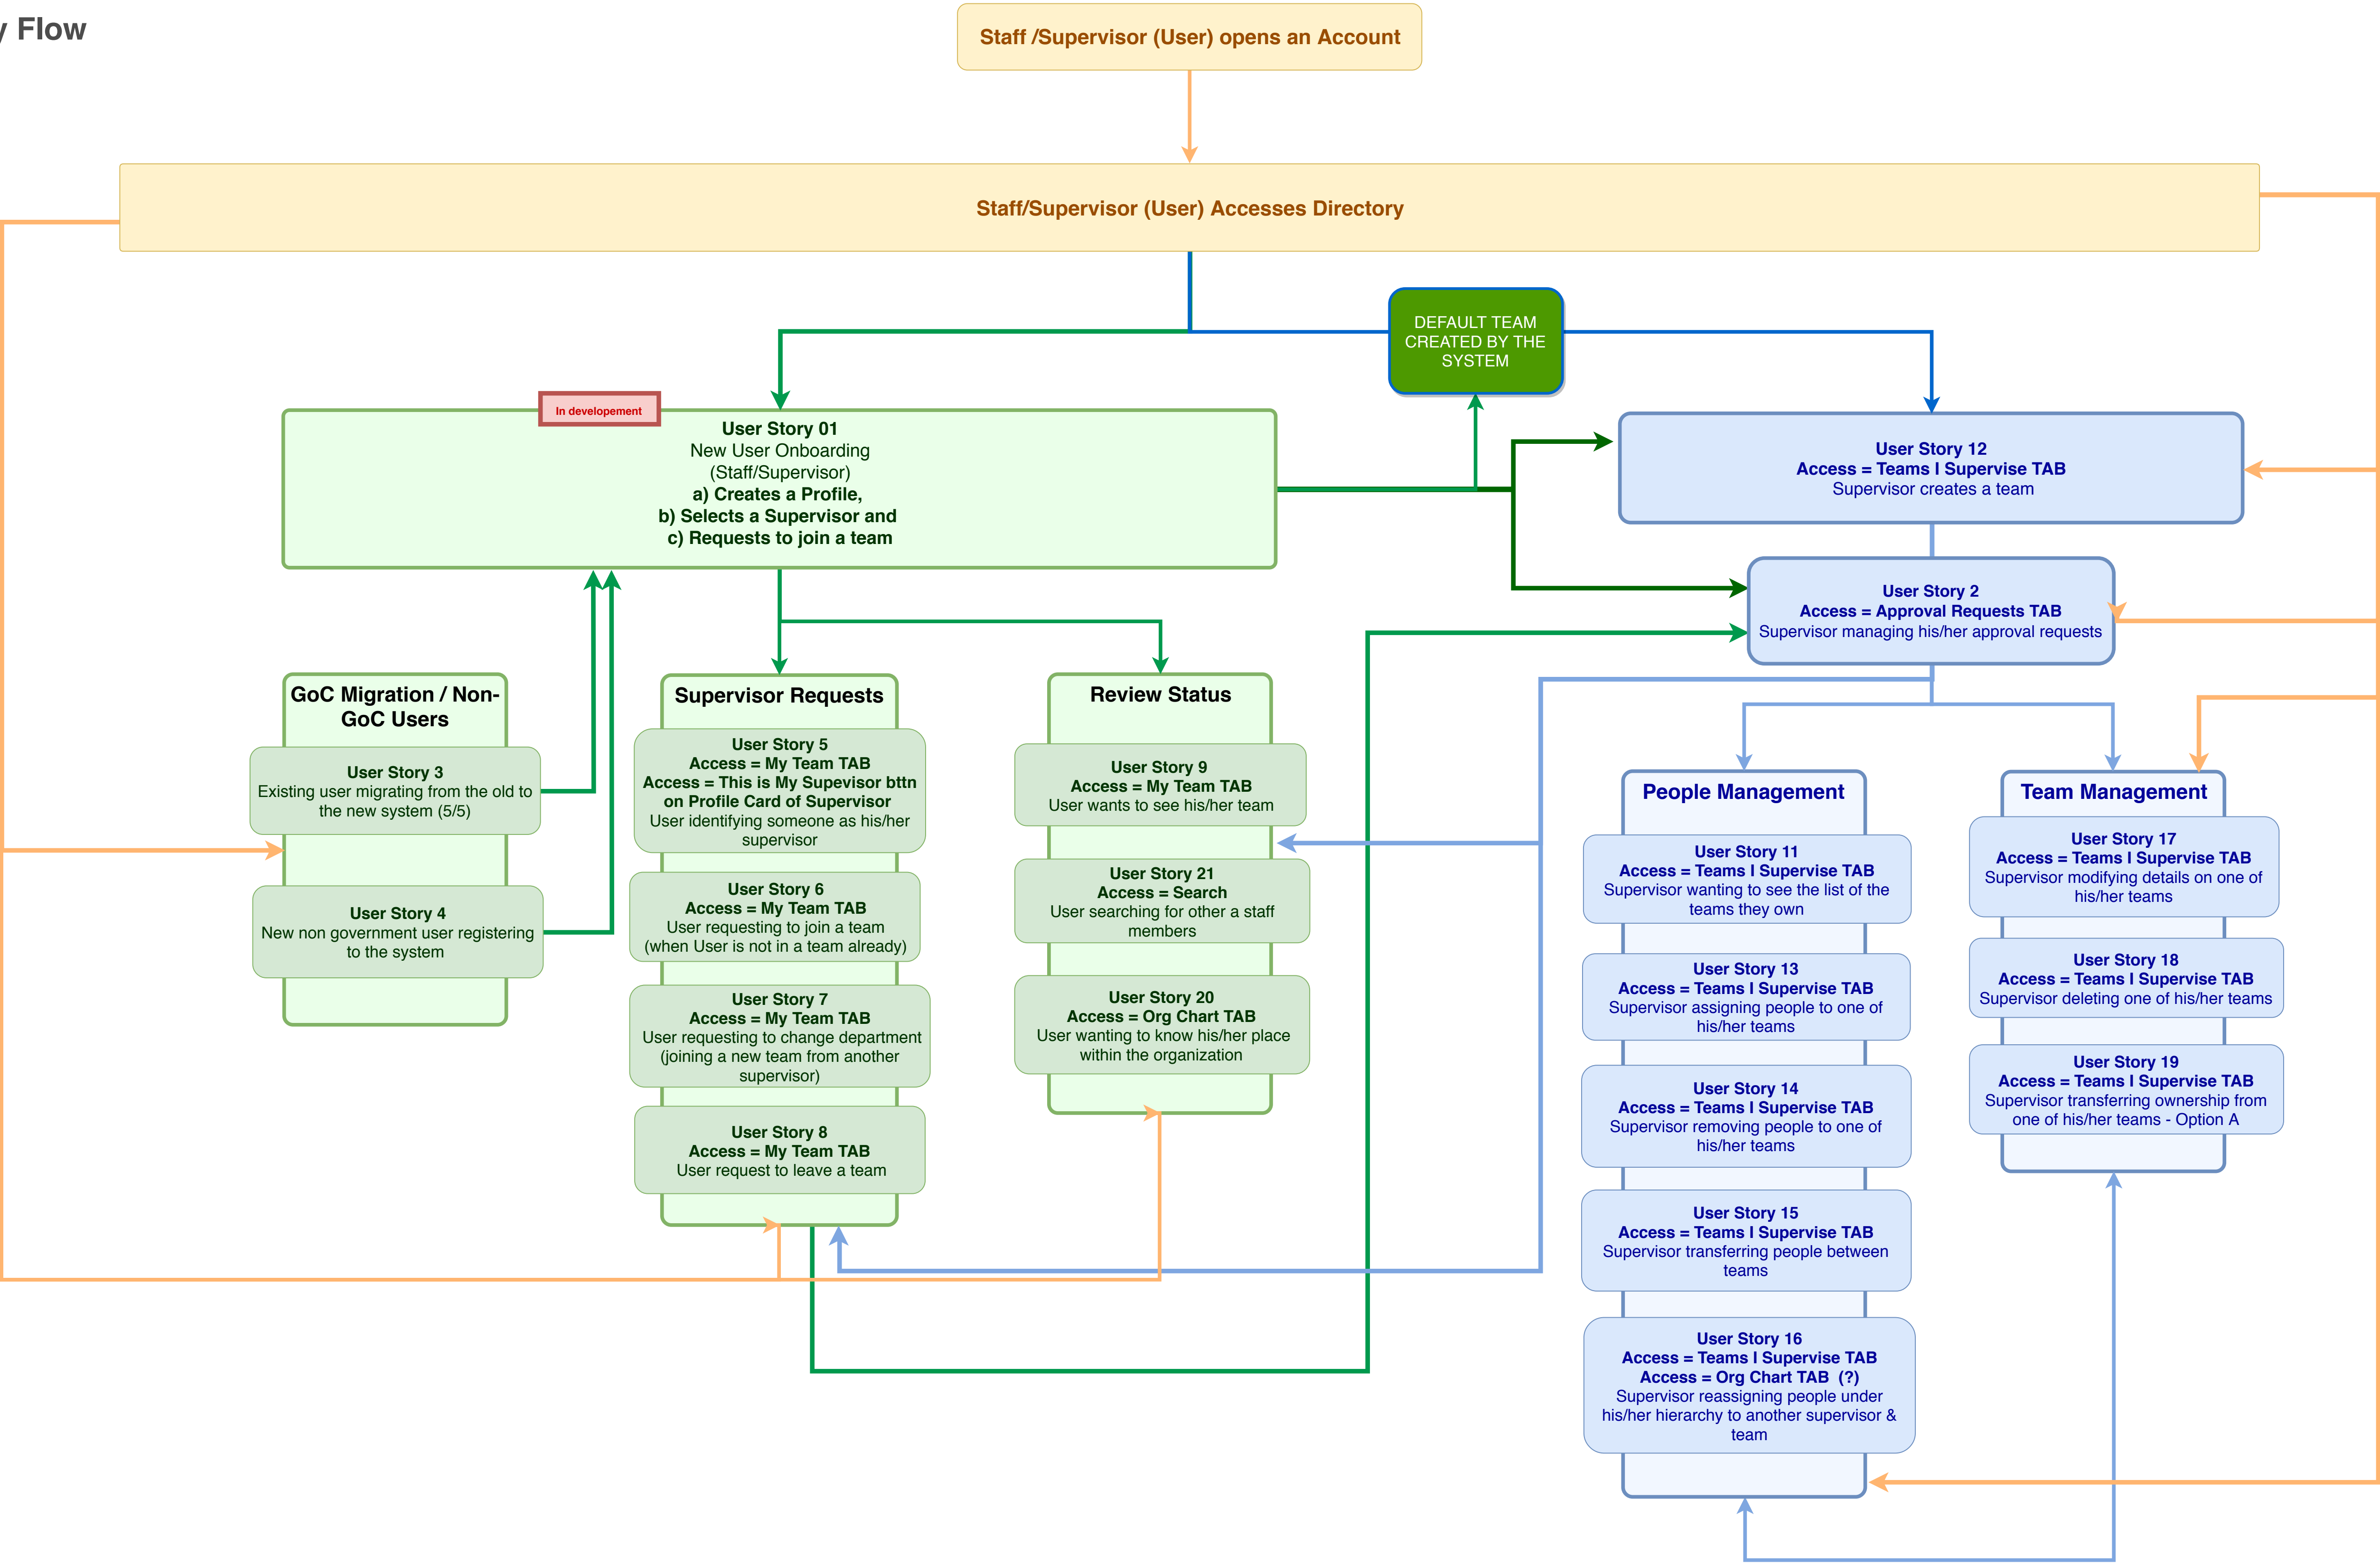 y Flow
Staff /Supervisor (User) opens an Account
Staff/Supervisor (User) Accesses Directory
DEFAULT TEAM
CREATED BY THE
SYSTEM
In developement
User Story 01
New User Onboarding
(Staff/Supervisor)
a) Creates a Profile,
b) Selects a Supervisor and
c) Requests to join a team
User Story 12
Access = Teams I Supervise TAB
Supervisor creates a team
User Story 2
Access = Approval Requests TAB
Supervisor managing his/her approval requests
GoC Migration / Non-
GoC Users
User Story 3
Existing user migrating from the old to
the new system (5/5)
User Story 4
New non government user registering
to the system
Supervisor Requests
User Story 5
Access = My Team TAB
Access = This is My Supevisor bttn
on Profile Card of Supervisor
User identifying someone as his/her
supervisor
User Story 6
Access = My Team TAB
User requesting to join a team
(when User is not in a team already)
User Story 7
Access = My Team TAB
User requesting to change department
(joining a new team from another
supervisor)
User Story 8
Access = My Team TAB
User request to leave a team
Review Status
User Story 9
Access = My Team TAB
User wants to see his/her team
User Story 21
Access = Search
User searching for other a staff
members
User Story 20
Access = Org Chart TAB
User wanting to know his/her place
within the organization
People Management
User Story 11
Access = Teams I Supervise TAB
Supervisor wanting to see the list of the
teams they own
User Story 13
Access = Teams I Supervise TAB
Supervisor assigning people to one of
his/her teams
User Story 14
Access = Teams I Supervise TAB
Supervisor removing people to one of
his/her teams
User Story 15
Access = Teams I Supervise TAB
Supervisor transferring people between
teams
User Story 16
Access = Teams I Supervise TAB
Access = Org Chart TAB (?)
Supervisor reassigning people under
his/her hierarchy to another supervisor &
team
Team Management
User Story 17
Access = Teams I Supervise TAB
Supervisor modifying details on one of
his/her teams
User Story 18
Access = Teams I Supervise TAB
Supervisor deleting one of his/her teams
User Story 19
Access = Teams I Supervise TAB
Supervisor transferring ownership from
one of his/her teams - Option A